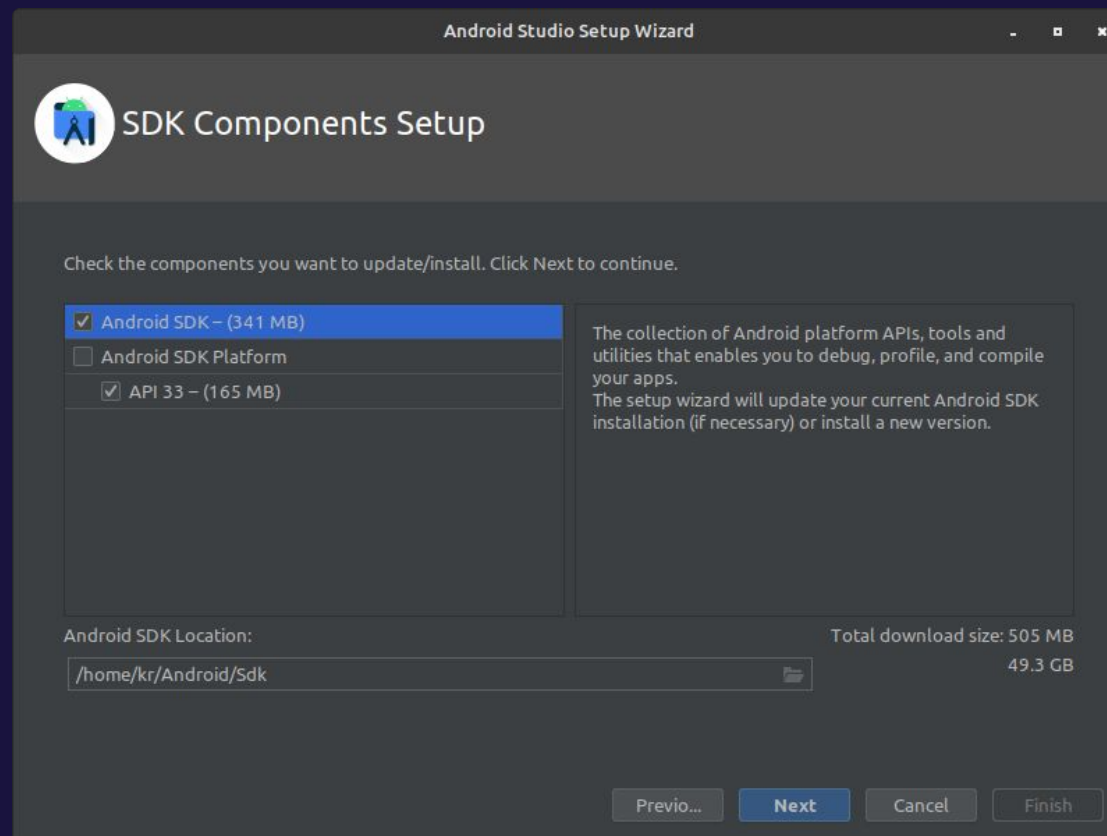 Android Studio Setup Wizard
SDK Components Setup
Check the components you want to update/install. Click Next to continue.
Android SDK – (341 MB)
Android SDK Platform
API 33 – (165 MB)
The collection of Android platform APIs, tools and
utilities that enables you to debug, profile, and compile
your apps.
The setup wizard will update your current Android SDK
installation (if necessary) or install a new version.
Android SDK Location:
Total download size: 505 MB
/home/kr/Android/Sdk
49.3 GB
Previo...
Next
Cancel
Finish